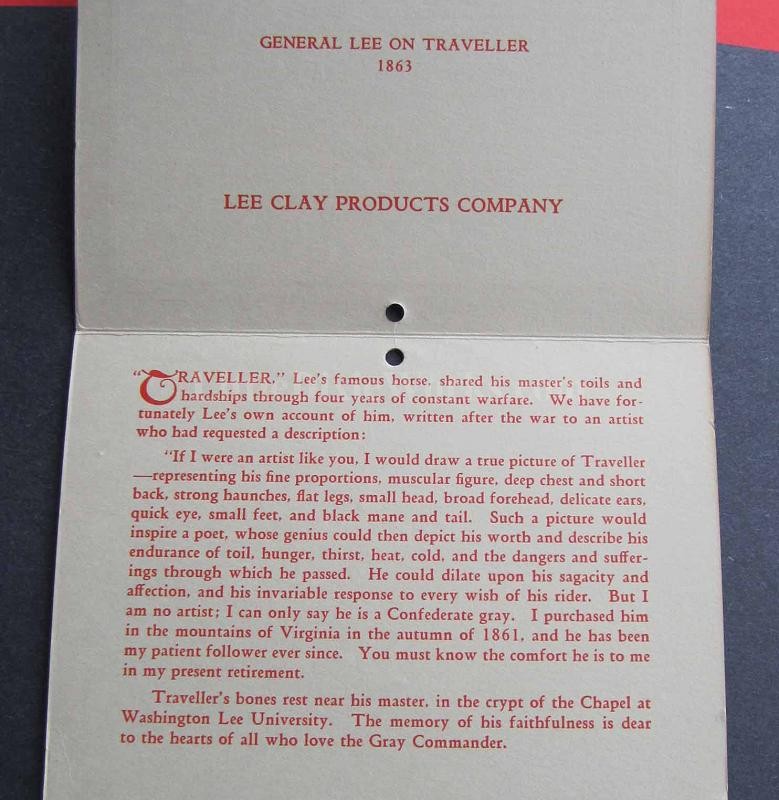 GENERAL LEE ON TRAVELLER
1863
LEE CLAY PRODUCTS COMPANY
"TRAVELLER," Lee's famous horse, shared his master's toils and
hardships through four years of constant warfare. We have for-
tunately Lee's own account of him, written after the war to an artist
who had requested a description:
"If I were an artist like you, I would draw a true picture of Traveller
—representing his fine proportions, muscular figure, deep chest and short
back, strong haunches, flat legs, small head, broad forehead, delicate ears,
quick eye, small feet, and black mane and tail. Such a picture would
inspire a poet, whose genius could then depict his worth and describe his
endurance of toil, hunger, thirst, heat, cold, and the dangers and suffer-
ings through which he passed. He could dilate upon his sagacity and
affection, and his invariable response to every wish of his rider. But I
am no artist; I can only say he is a Confederate gray. I purchased him
in the mountains of Virginia in the autumn of 1861, and he has been
my patient follower ever since. You must know the comfort he is to me
in my present retirement.
Traveller's bones rest near his master, in the crypt of the Chapel at
Washington Lee University. The memory of his faithfulness is dear
to the hearts of all who love the Gray Commander.